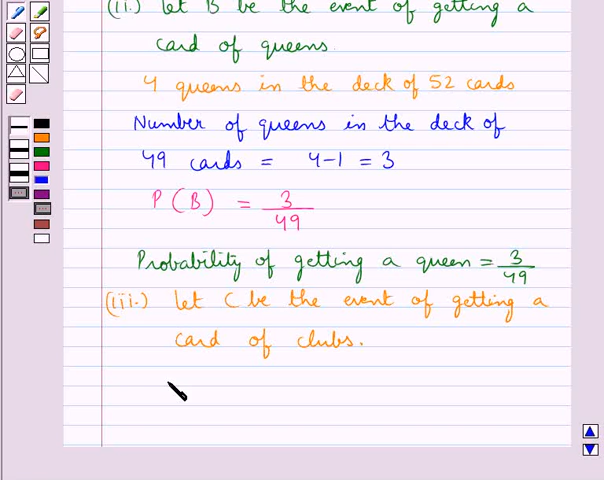 (ii.) Let B be the event of getting a
card of queens.
4 queens in the deck of 52 cards
Number of queens in the deck of
49 cards = 4-1 = 3
P(B) = 3/49
Probability of getting a queen = 3/49
(iii.) Let C be the event of getting a
card of clubs.